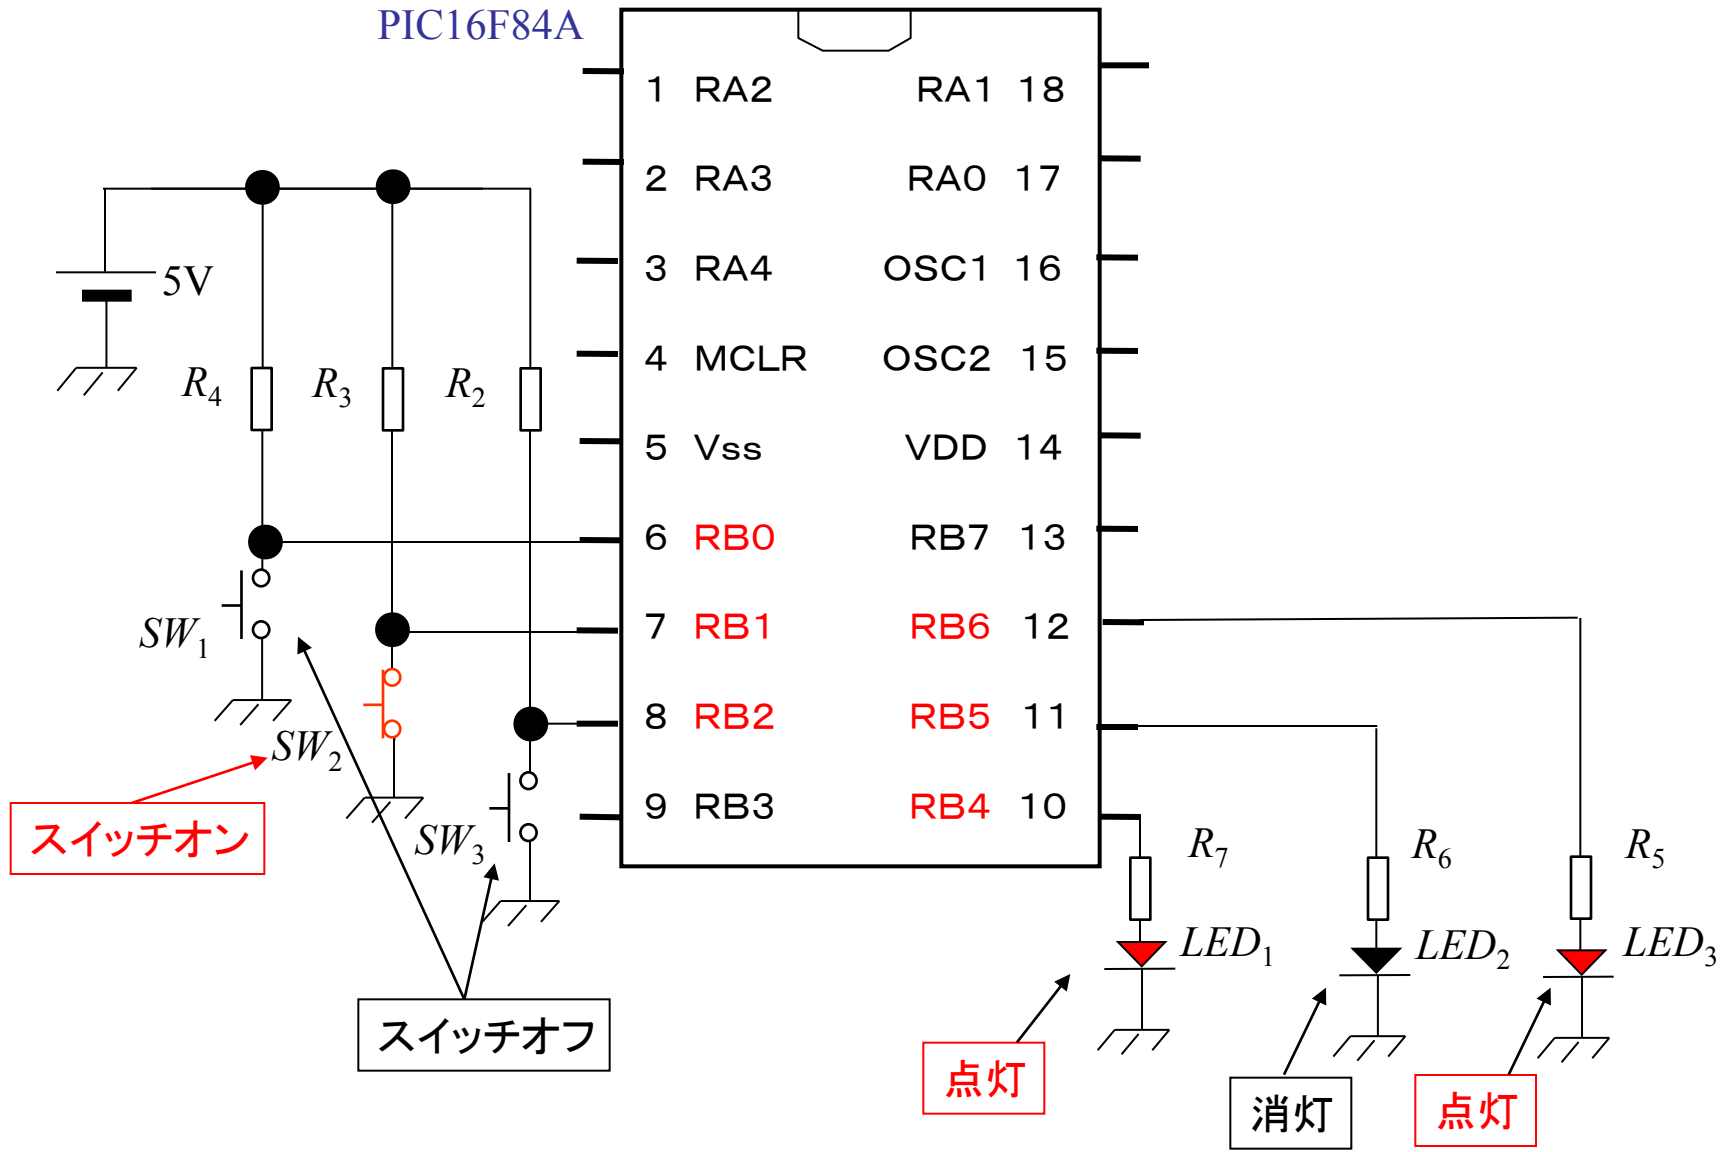 PIC16F84A
1 RA2 RA1 18
2 RA3 RA0 17
3 RA4 OSC1 16
4 MCLR OSC2 15
5 Vss VDD 14
6 RB0 RB7 13
7 RB1 RB6 12
8 RB2 RB5 11
9 RB3 RB4 10
5V
R4 R3 R2
SW1
SW2
SW3
スイッチオン
スイッチオフ
R7 R6 R5
LED1 LED2 LED3
点灯
消灯
点灯